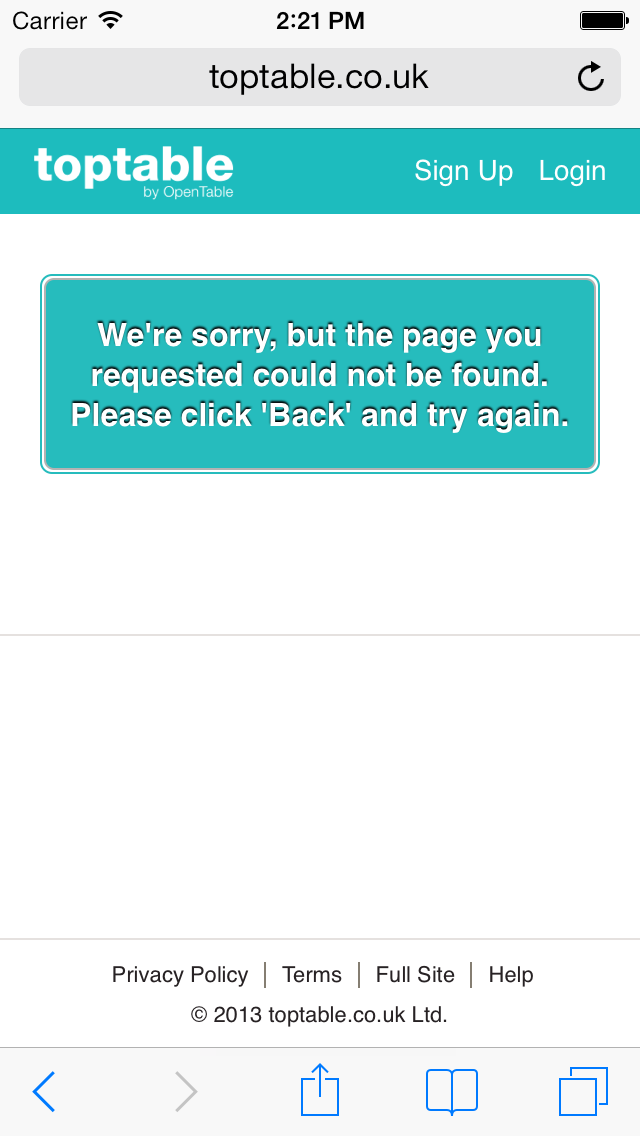 Carrier 2:21 PM
toptable.co.uk
toptable
by OpenTable
Sign Up Login
We're sorry, but the page you
requested could not be found.
Please click 'Back' and try again.
Privacy Policy | Terms | Full Site | Help
© 2013 toptable.co.uk Ltd.